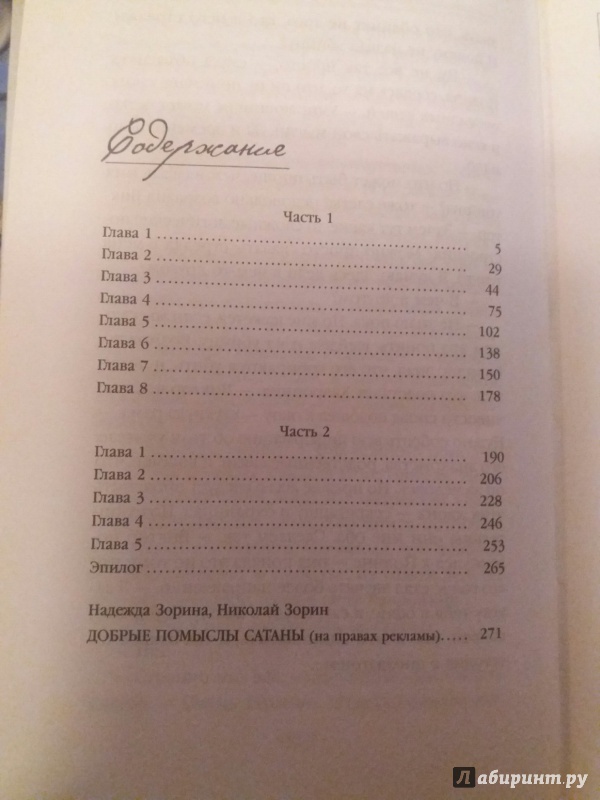 Содержание
Часть 1
Глава 1 5
Глава 2 29
Глава 3 44
Глава 4 75
Глава 5 102
Глава 6 138
Глава 7 150
Глава 8 178
Часть 2
Глава 1 190
Глава 2 206
Глава 3 228
Глава 4 246
Глава 5 253
Эпилог 265
Надежда Зорина, Николай Зорин
ДОБРЫЕ ПОМЫСЛЫ САТАНЫ (на правах рекламы)..... 271
Лабиринт.ру